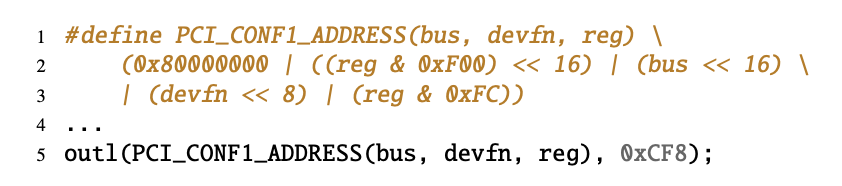 1 #define PCI_CONF1_ADDRESS(bus, devfn, reg) \
2 (0x80000000 | ((reg & 0xF00) << 16) | (bus << 16) \
3 | (devfn << 8) | (reg & 0xFC))
4 ...
5 outl(PCI_CONF1_ADDRESS(bus, devfn, reg), 0xCF8);